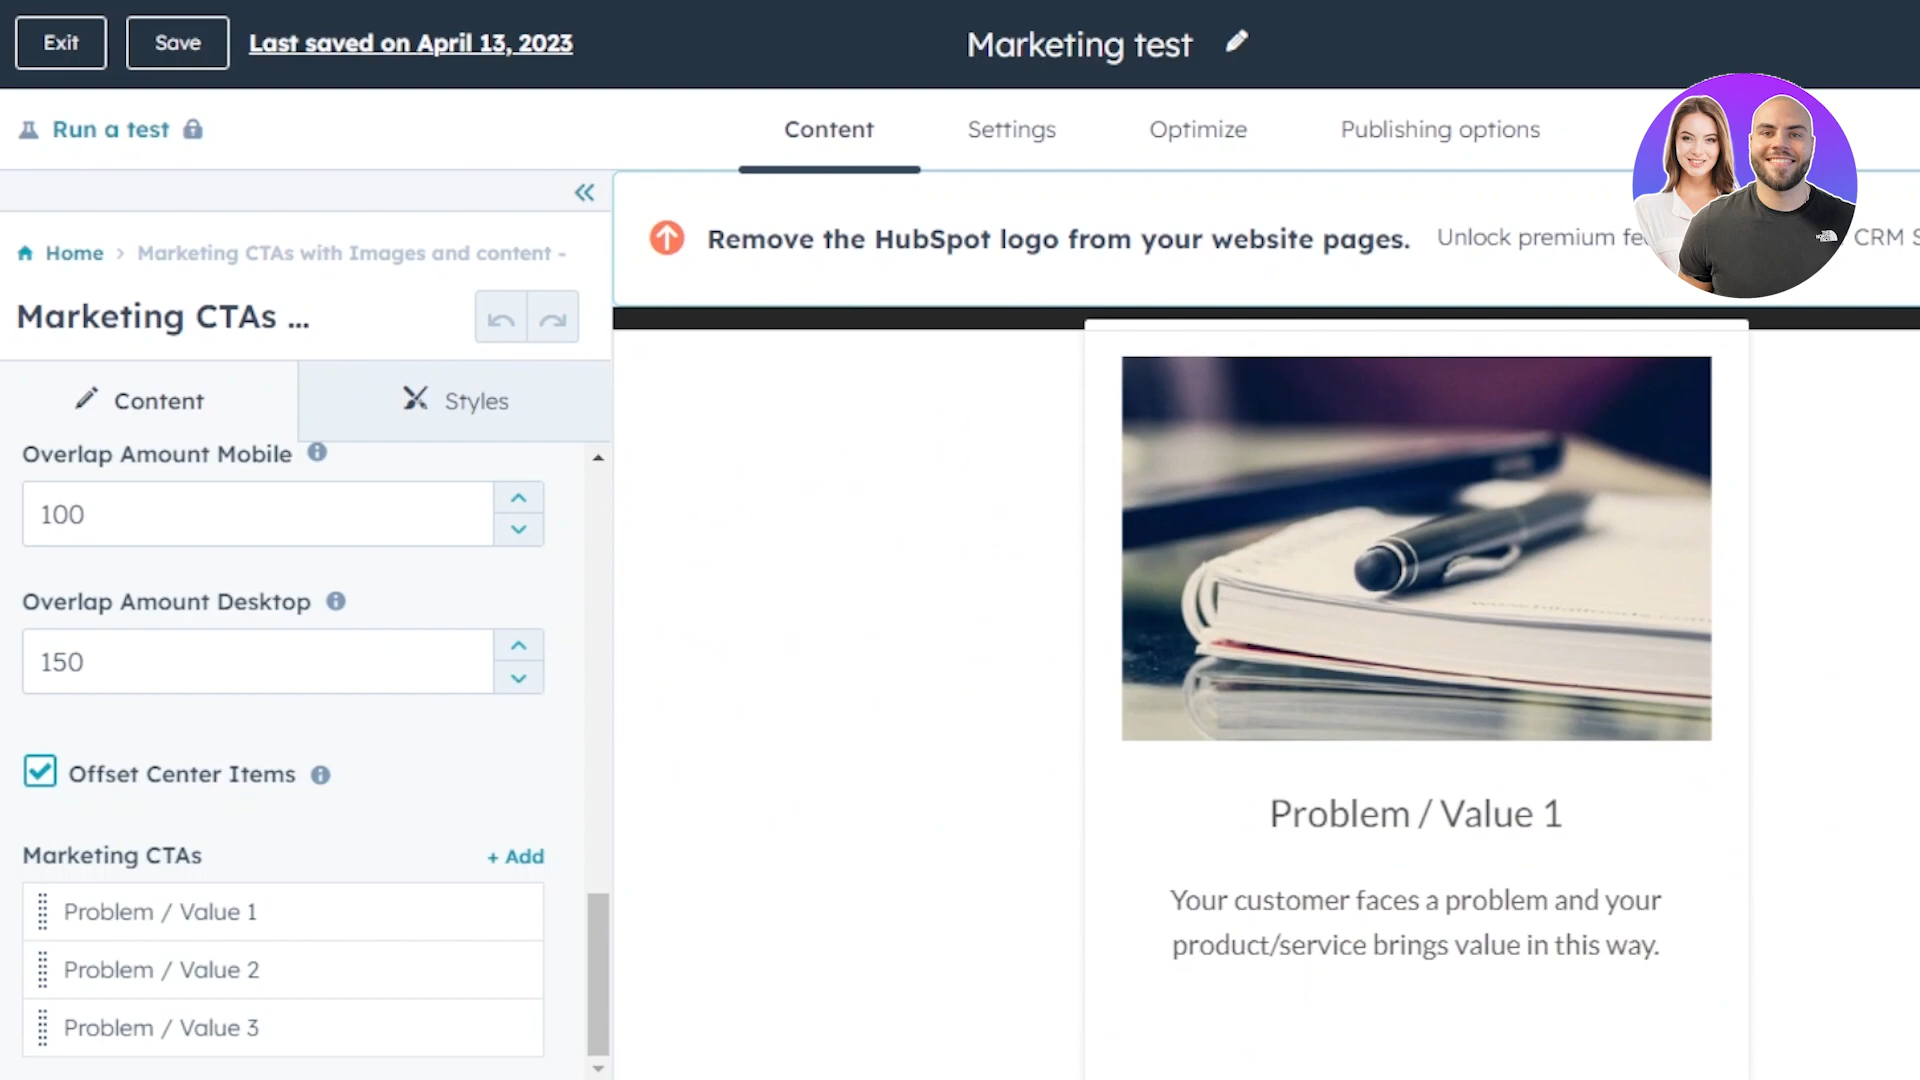 Exit
Save
Last saved on April 13, 2023
Marketing test
Run a test
Content
Settings
Optimize
Publishing options
Remove the HubSpot logo from your website pages.
Unlock premium
CRM
Home > Marketing CTAs with Images and content -
Marketing CTAs ...
Content
Styles
Overlap Amount Mobile
100
Overlap Amount Desktop
150
Offset Center Items
Marketing CTAs
+ Add
Problem / Value 1
Problem / Value 2
Problem / Value 3
Problem / Value 1
Your customer faces a problem and your
product/service brings value in this way.